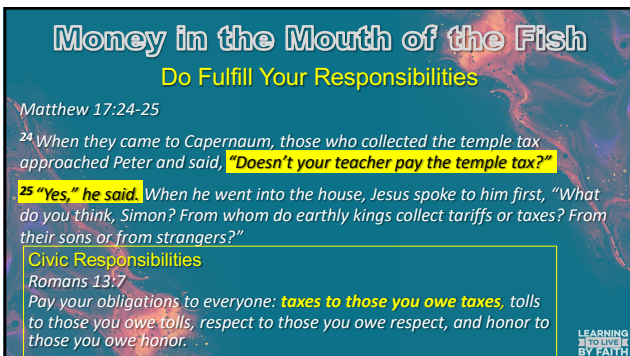 Money in the Mouth of the Fish
Do Fulfill Your Responsibilities
Matthew 17:24-25
24 When they came to Capernaum, those who collected the temple tax
approached Peter and said, “Doesn’t your teacher pay the temple tax?”
25 “Yes,” he said. When he went into the house, Jesus spoke to him first, “What
do you think, Simon? From whom do earthly kings collect tariffs or taxes? From
their sons or from strangers?”
Civic Responsibilities
Romans 13:7
Pay your obligations to everyone: taxes to those you owe taxes, tolls
to those you owe tolls, respect to those you owe respect, and honor to
those you owe honor.
LEARNING
TO LIVE
BY FAITH